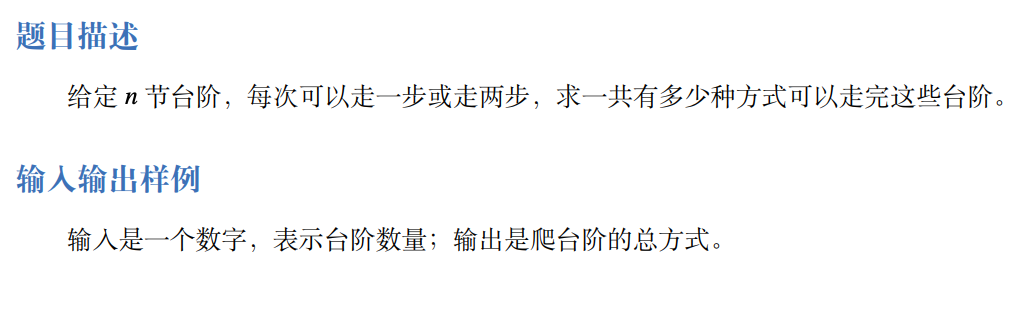 题目描述
给定 n 节台阶，每次可以走一步或走两步，求一共有多少种方式可以走完这些台阶。
输入输出样例
输入是一个数字，表示台阶数量；输出是爬台阶的总方式。